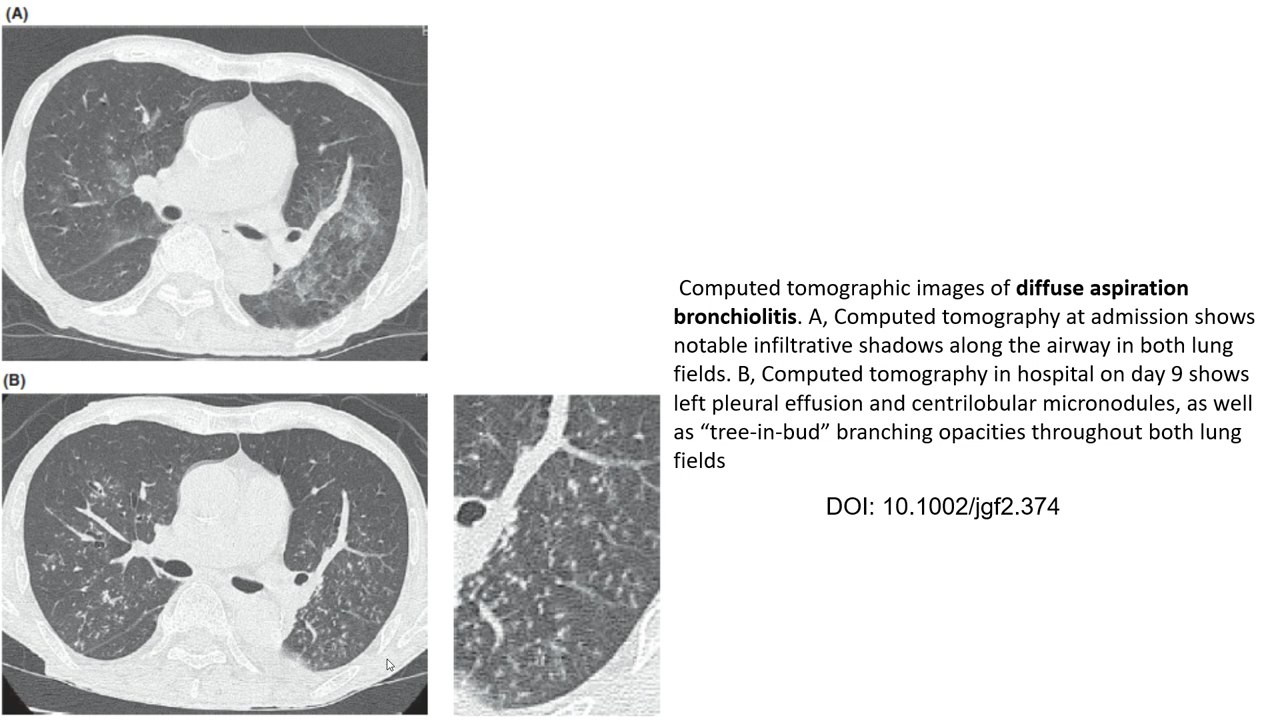 (A)
(B)
Computed tomographic images of diffuse aspiration
bronchiolitis. A, Computed tomography at admission shows
notable infiltrative shadows along the airway in both lung
fields. B, Computed tomography in hospital on day 9 shows
left pleural effusion and centrilobular micronodules, as well
as “tree-in-bud” branching opacities throughout both lung
fields
DOI: 10.1002/jgf2.374